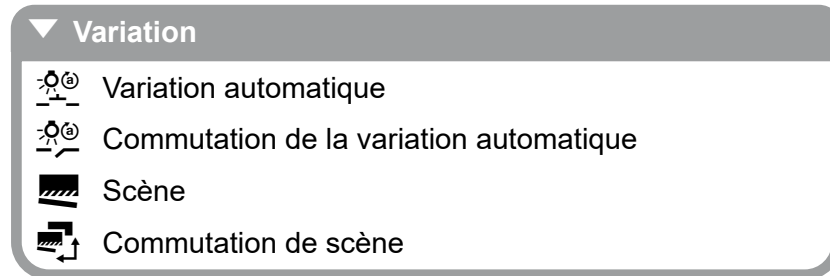 Variation
Variation automatique
Commutation de la variation automatique
Scène
Commutation de scène